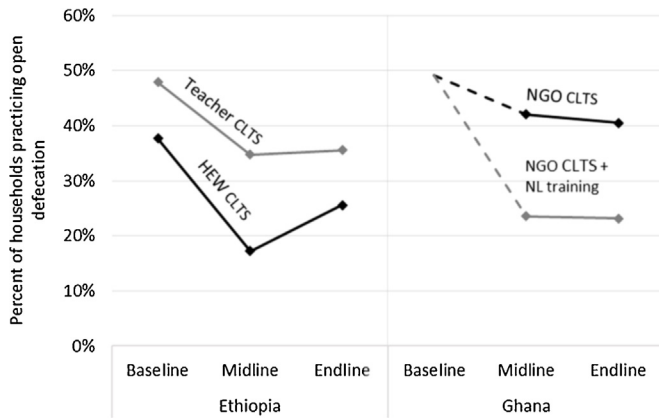 Percent of households practicing open
defecation
60%
50%
40%
30%
20%
10%
0%
Teacher CLTS
HEW CLTS
NGO CLTS
NGO CLTS +
NL training
Baseline Midline Endline Baseline Midline Endline
Ethiopia Ghana